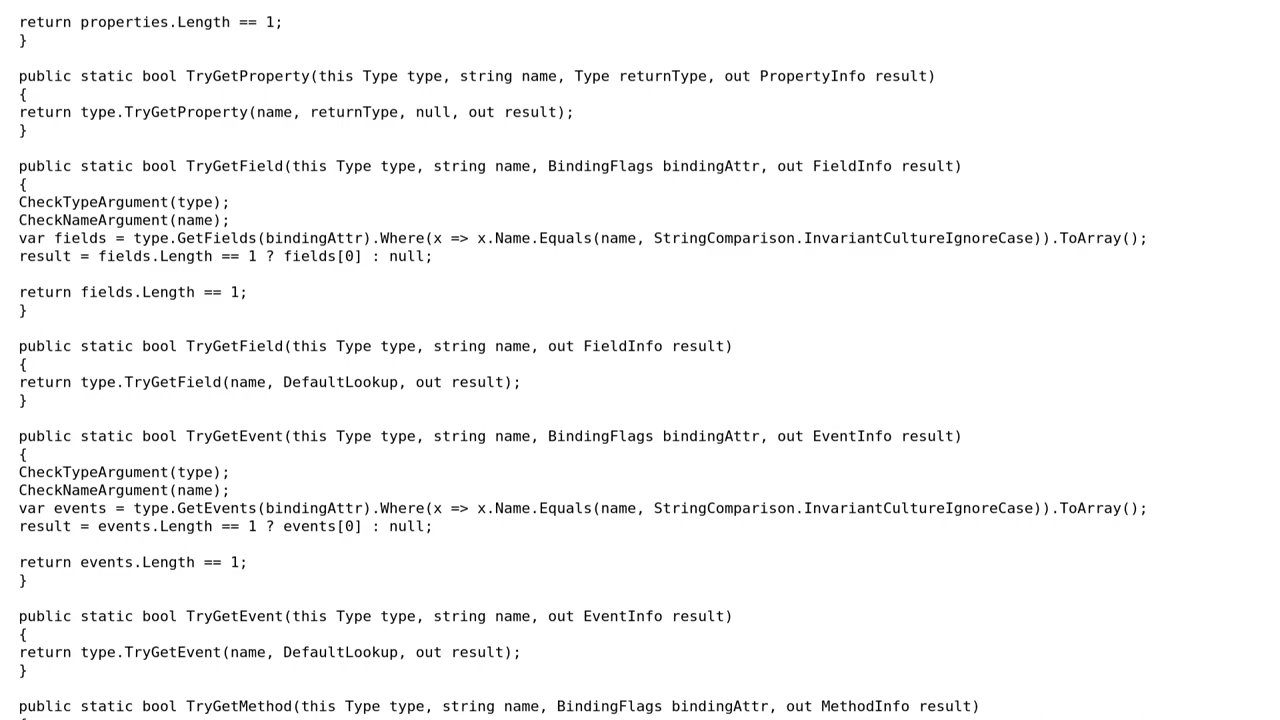 return properties.Length == 1;
}
public static bool TryGetProperty(this Type type, string name, Type returnType, out PropertyInfo result)
{
return type.TryGetProperty(name, returnType, null, out result);
}
public static bool TryGetField(this Type type, string name, BindingFlags bindingAttr, out FieldInfo result)
{
CheckTypeArgument(type);
CheckNameArgument(name);
var fields = type.GetFields(bindingAttr).Where(x => x.Name.Equals(name, StringComparison.InvariantCultureIgnoreCase)).ToArray();
result = fields.Length == 1 ? fields[0] : null;
return fields.Length == 1;
}
public static bool TryGetField(this Type type, string name, out FieldInfo result)
{
return type.TryGetField(name, DefaultLookup, out result);
}
public static bool TryGetEvent(this Type type, string name, BindingFlags bindingAttr, out EventInfo result)
{
CheckTypeArgument(type);
CheckNameArgument(name);
var events = type.GetEvents(bindingAttr).Where(x => x.Name.Equals(name, StringComparison.InvariantCultureIgnoreCase)).ToArray();
result = events.Length == 1 ? events[0] : null;
return events.Length == 1;
}
public static bool TryGetEvent(this Type type, string name, out EventInfo result)
{
return type.TryGetEvent(name, DefaultLookup, out result);
}
public static bool TryGetMethod(this Type type, string name, BindingFlags bindingAttr, out MethodInfo result)
{